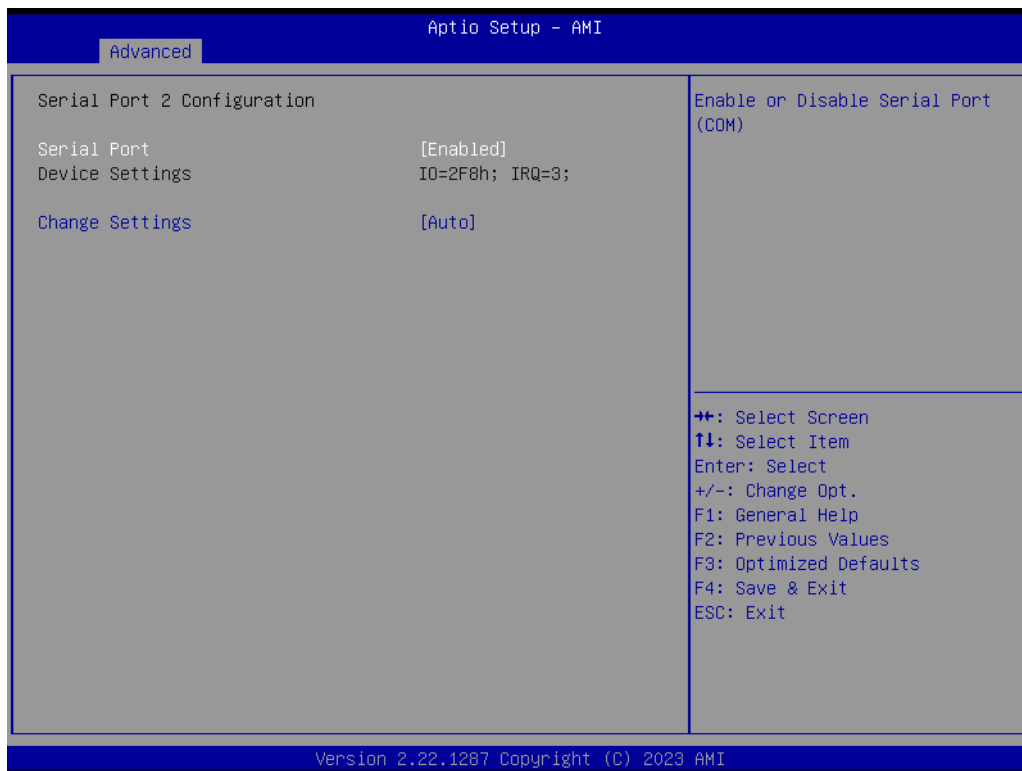 Aptio Setup – AMI
Advanced
Serial Port 2 Configuration
Serial Port [Enabled]
Device Settings IO=2F8h; IRQ=3;
Change Settings [Auto]
Enable or Disable Serial Port
(COM)
→←: Select Screen
↑↓: Select Item
Enter: Select
+/-: Change Opt.
F1: General Help
F2: Previous Values
F3: Optimized Defaults
F4: Save & Exit
ESC: Exit
Version 2.22.1287 Copyright (C) 2023 AMI